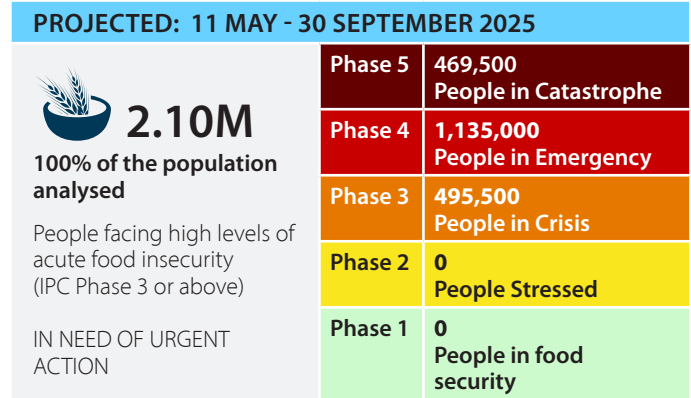 PROJECTED: 11 MAY - 30 SEPTEMBER 2025
2.10M
100% of the population
analysed
People facing high levels of
acute food insecurity
(IPC Phase 3 or above)
IN NEED OF URGENT
ACTION
Phase 5
469,500
People in Catastrophe
Phase 4
1,135,000
People in Emergency
Phase 3
495,500
People in Crisis
Phase 2
0
People Stressed
Phase 1
0
People in food
security